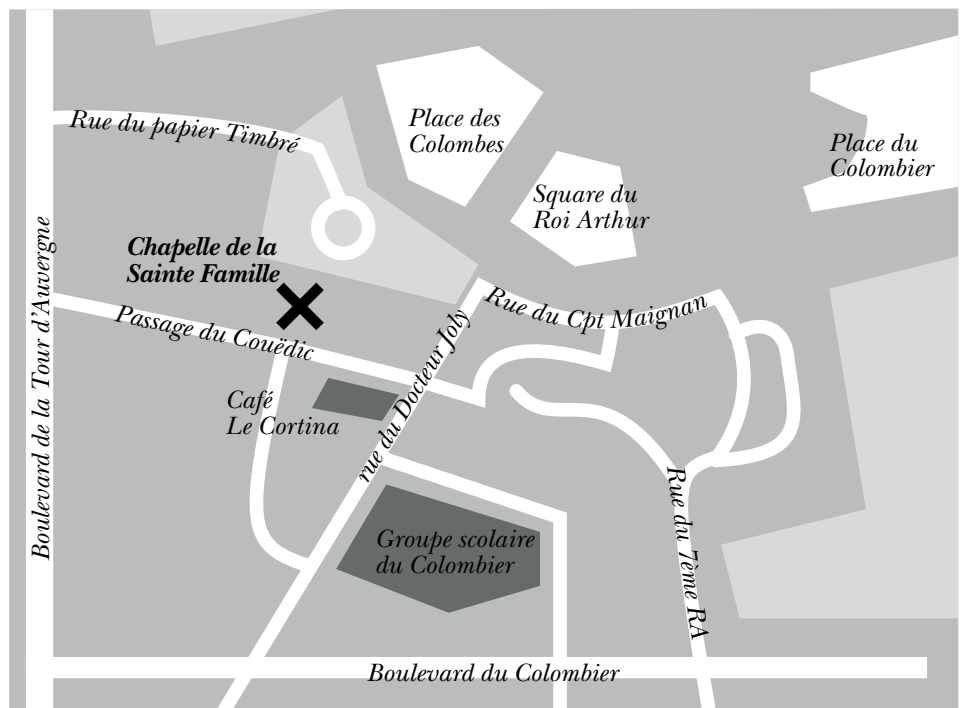 Rue du papier Timbré
Place des
Colombes
Place du
Colombier
Square du
Roi Arthur
Boulevard de la Tour d'Auvergne
Chapelle de la
Sainte Famille
Rue du Cpt Maignan
Passage du Couëdic
rue du Docteur Joly
Café
Le Cortina
Rue du 7ème RA
Groupe scolaire
du Colombier
Boulevard du Colombier